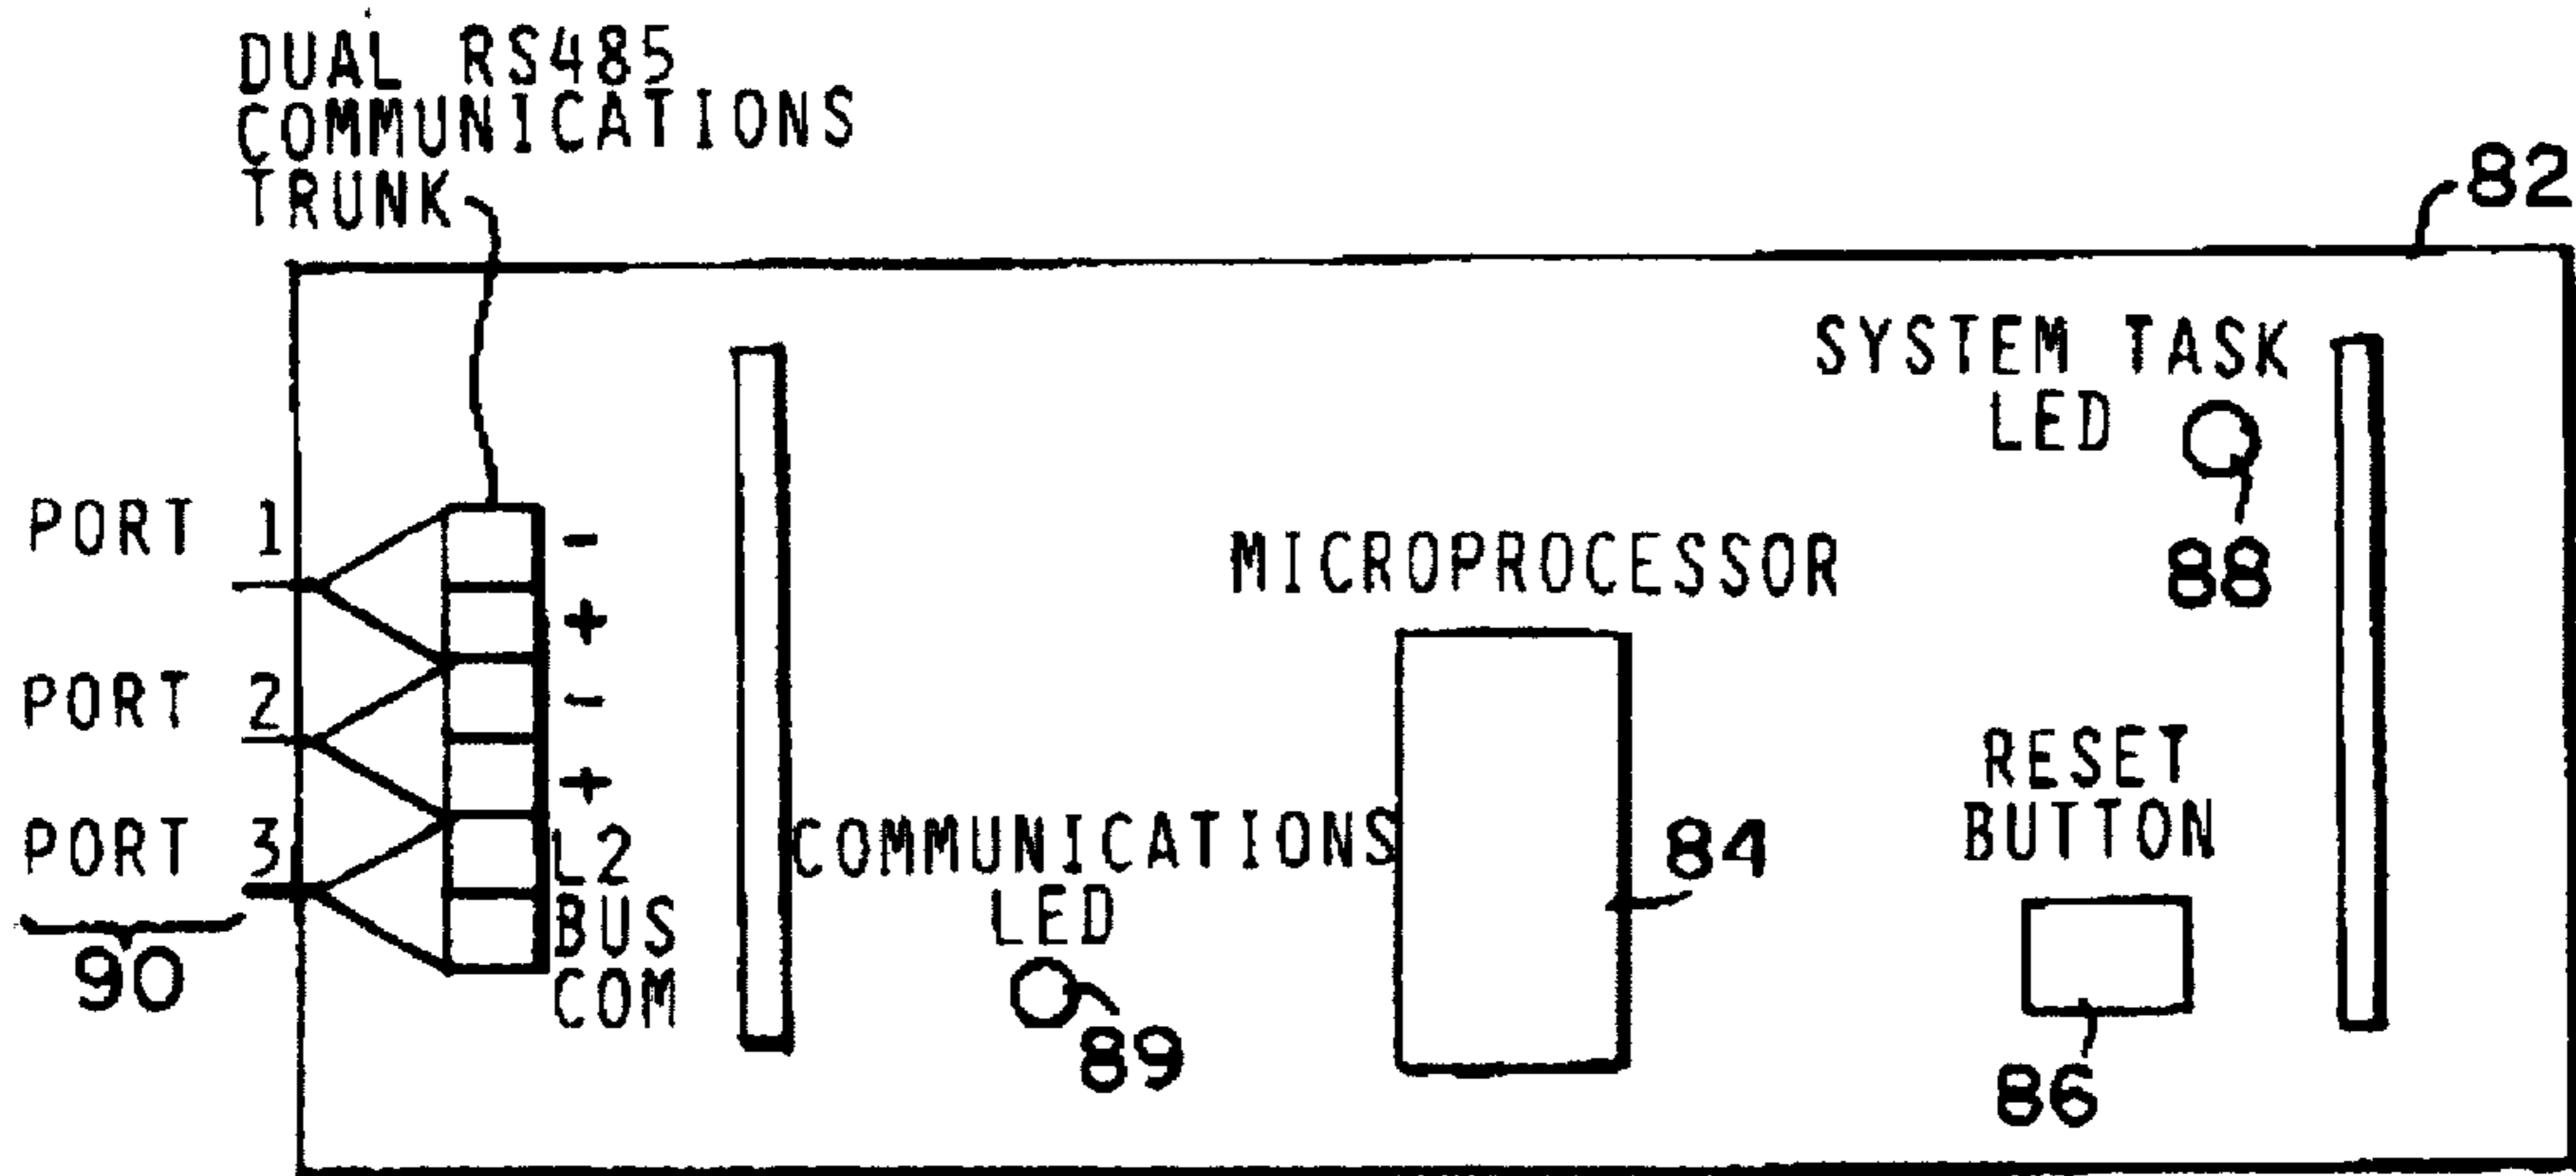 DUAL RS485
COMMUNICATIONS
TRUNK
82
SYSTEM TASK
LED
88
PORT 1
-
+
MICROPROCESSOR
PORT 2
-
+
RESET
BUTTON
PORT 3
L2
BUS
COM
COMMUNICATIONS
LED
84
90
89
86